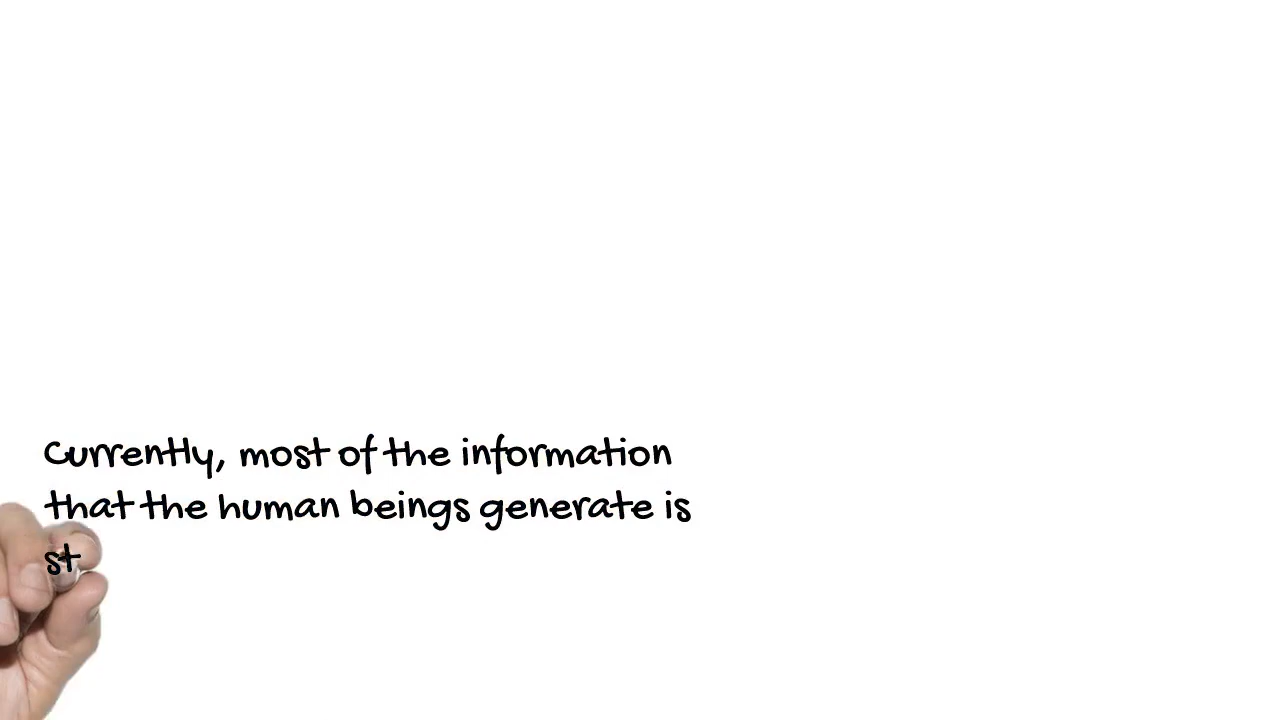 Currently, most of the information
that the human beings generate is
st